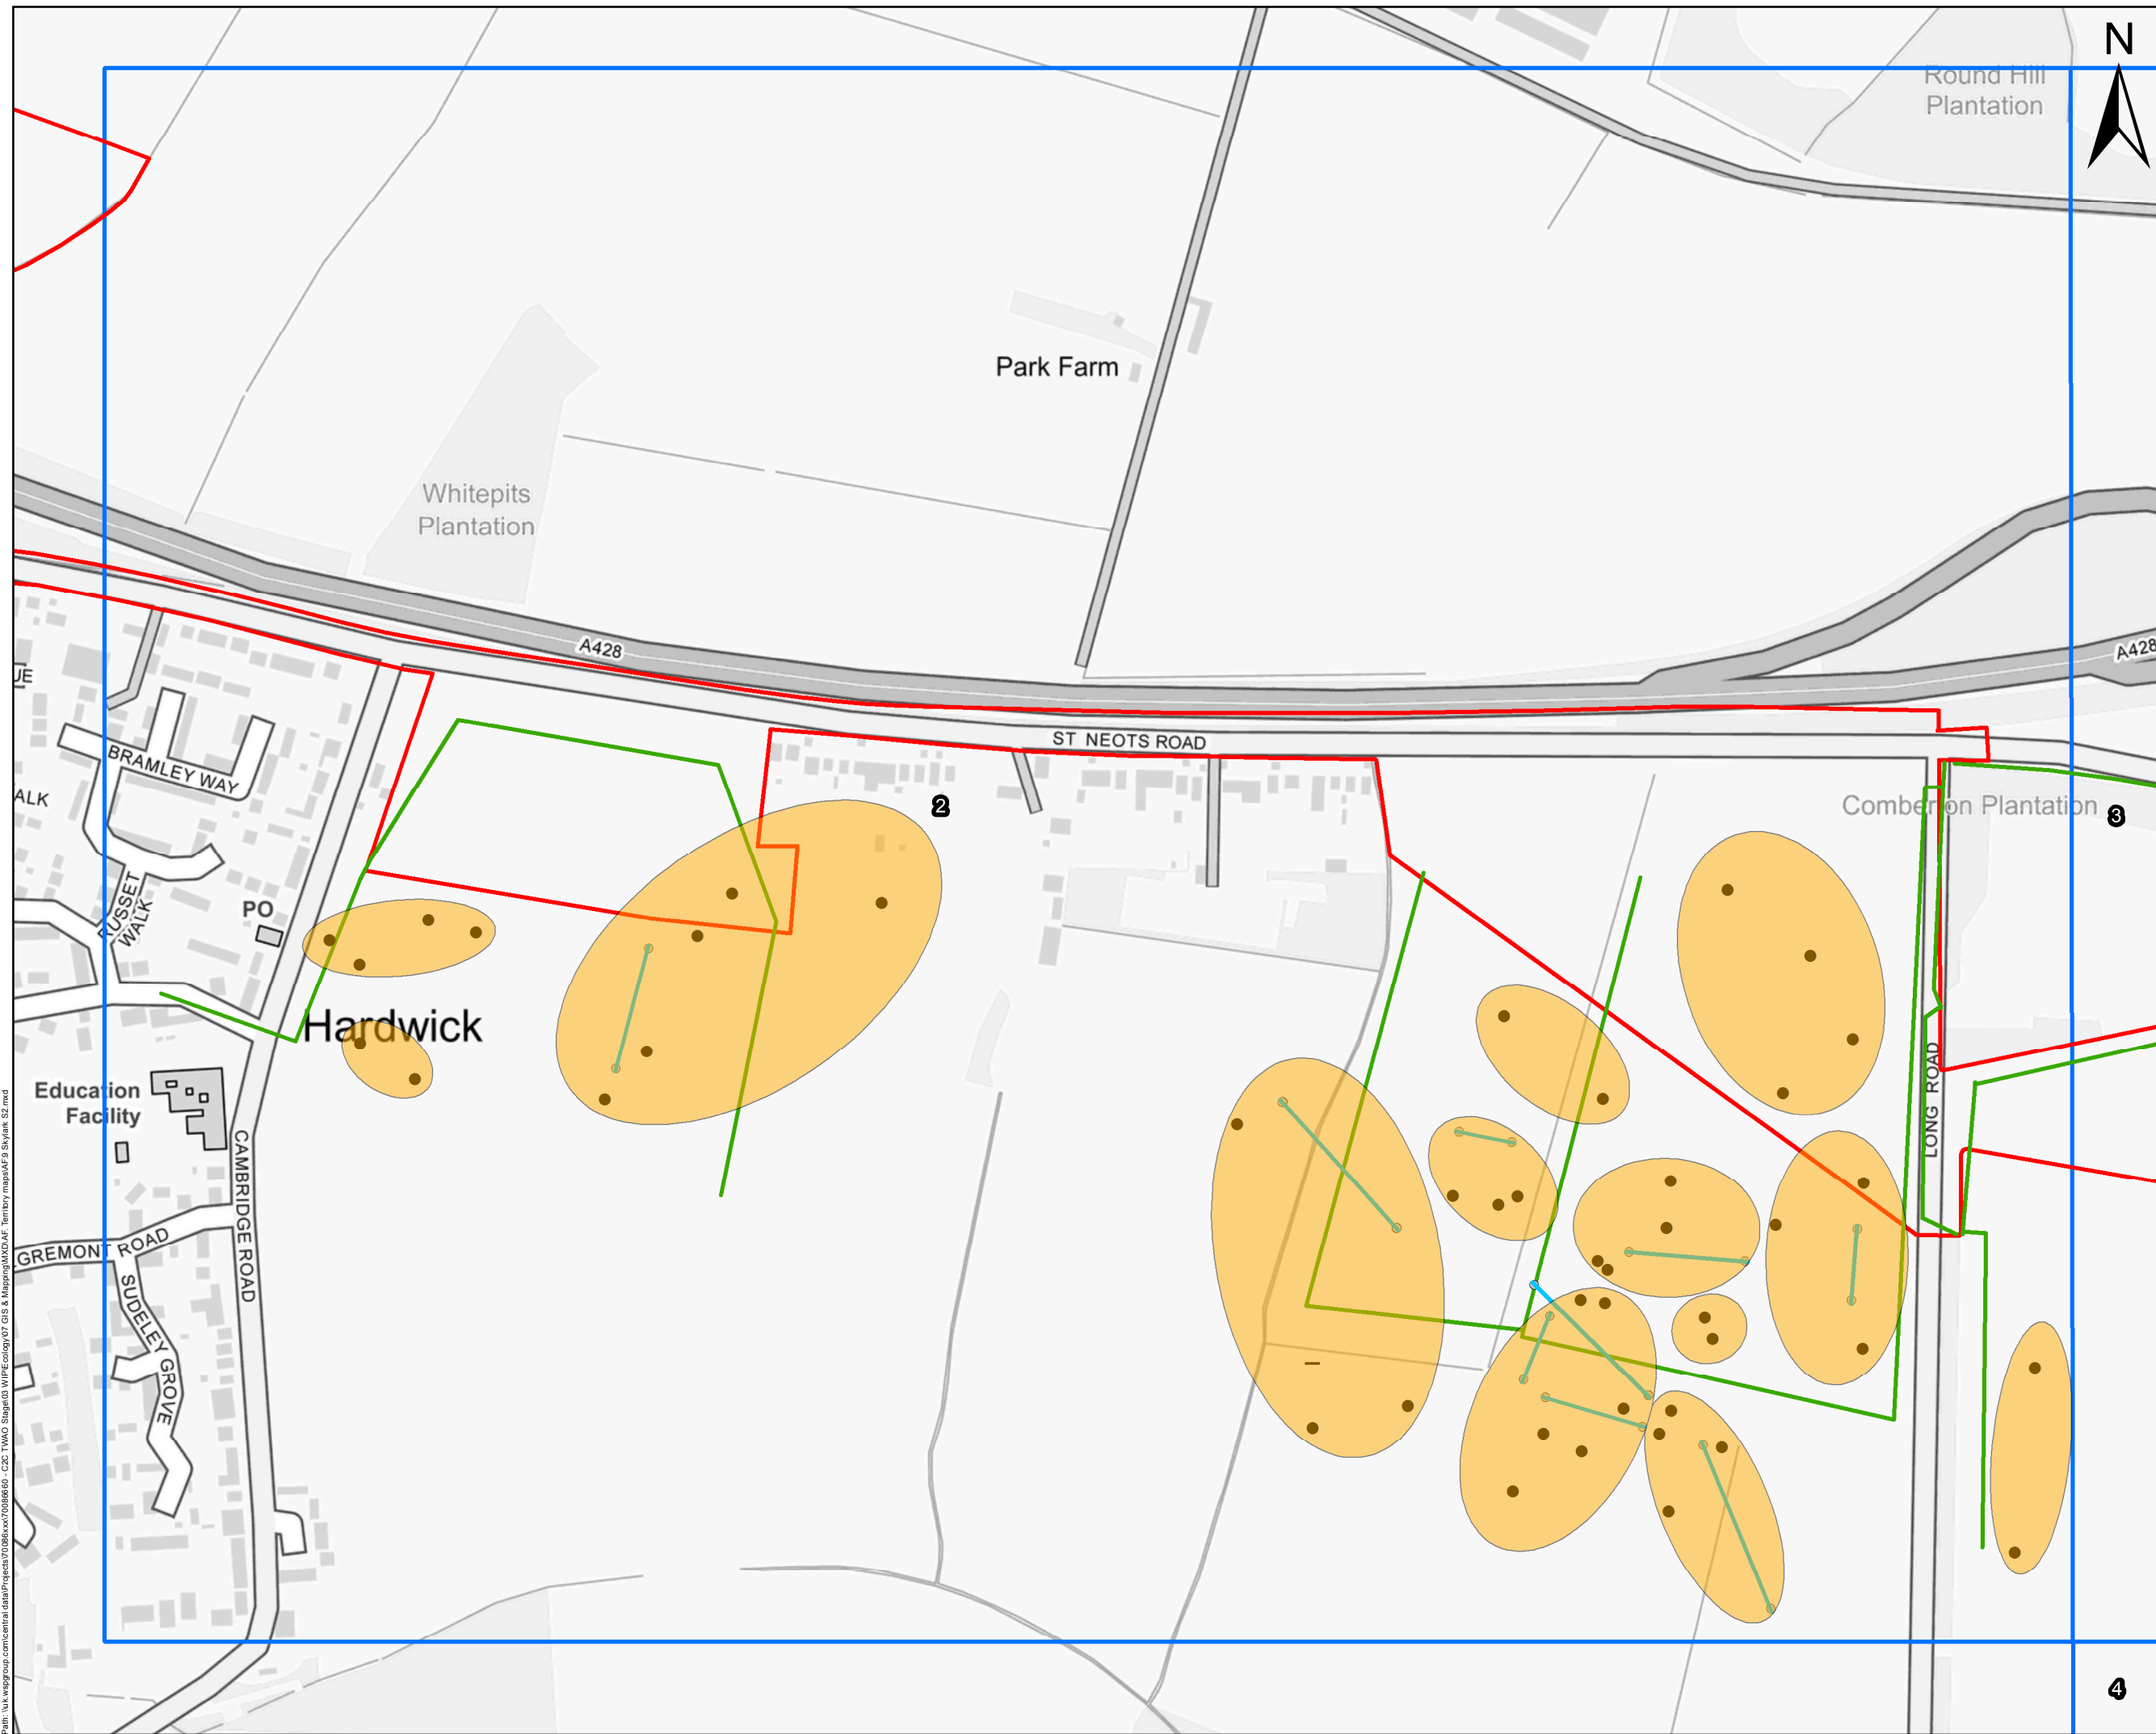 N
Round Hill
Plantation
Park Farm
Whitepits
Plantation
A428
A428
UE
ST NEOTS ROAD
BRAMLEY WAY
ALK
2
Comberton Plantation
3
RUSSET
WALK
PO
Hardwick
LONG ROAD
Education
Facility
CAMBRIDGE ROAD
GREMONT ROAD
SUDELEY GROVE
4